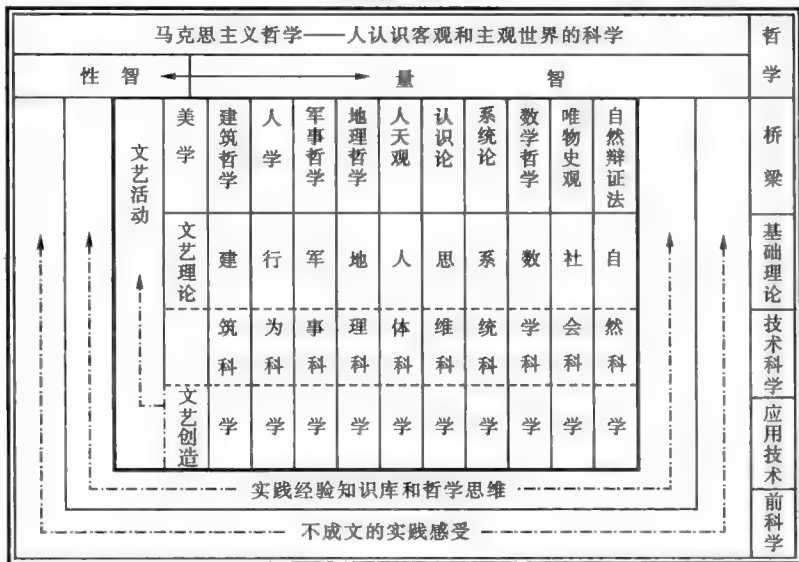 马克思主义哲学——人认识客观和主观世界的科学
哲学
性智
量智
桥梁
文艺活动
美学
建筑哲学
人学
军事哲学
地理哲学
人天观
认识论
系统论
数学哲学
唯物史观
自然辩证法
基础理论
技术科学
应用技术
文艺理论
文艺创造
建筑科学
行为科学
军事科学
地理科学
人体科学
思维科学
系统科学
数学科学
社会科学
自然科学
实践经验知识库和哲学思维
不成文的实践感受
前科学